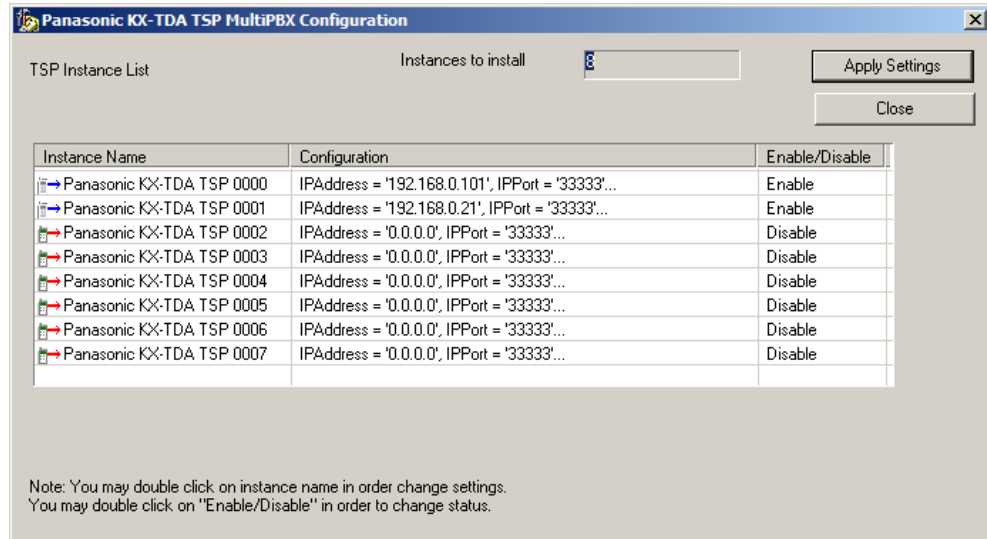 Panasonic KX-TDA TSP MultiPBX Configuration
TSP Instance List
Instances to install 8
Apply Settings
Close
Instance Name Configuration Enable/Disable
Panasonic KX-TDA TSP 0000 IPAddress = '192.168.0.101', IPPort = '33333'... Enable
Panasonic KX-TDA TSP 0001 IPAddress = '192.168.0.21', IPPort = '33333'... Enable
Panasonic KX-TDA TSP 0002 IPAddress = '0.0.0.0', IPPort = '33333'... Disable
Panasonic KX-TDA TSP 0003 IPAddress = '0.0.0.0', IPPort = '33333'... Disable
Panasonic KX-TDA TSP 0004 IPAddress = '0.0.0.0', IPPort = '33333'... Disable
Panasonic KX-TDA TSP 0005 IPAddress = '0.0.0.0', IPPort = '33333'... Disable
Panasonic KX-TDA TSP 0006 IPAddress = '0.0.0.0', IPPort = '33333'... Disable
Panasonic KX-TDA TSP 0007 IPAddress = '0.0.0.0', IPPort = '33333'... Disable
Note: You may double click on instance name in order change settings.
You may double click on "Enable/Disable" in order to change status.